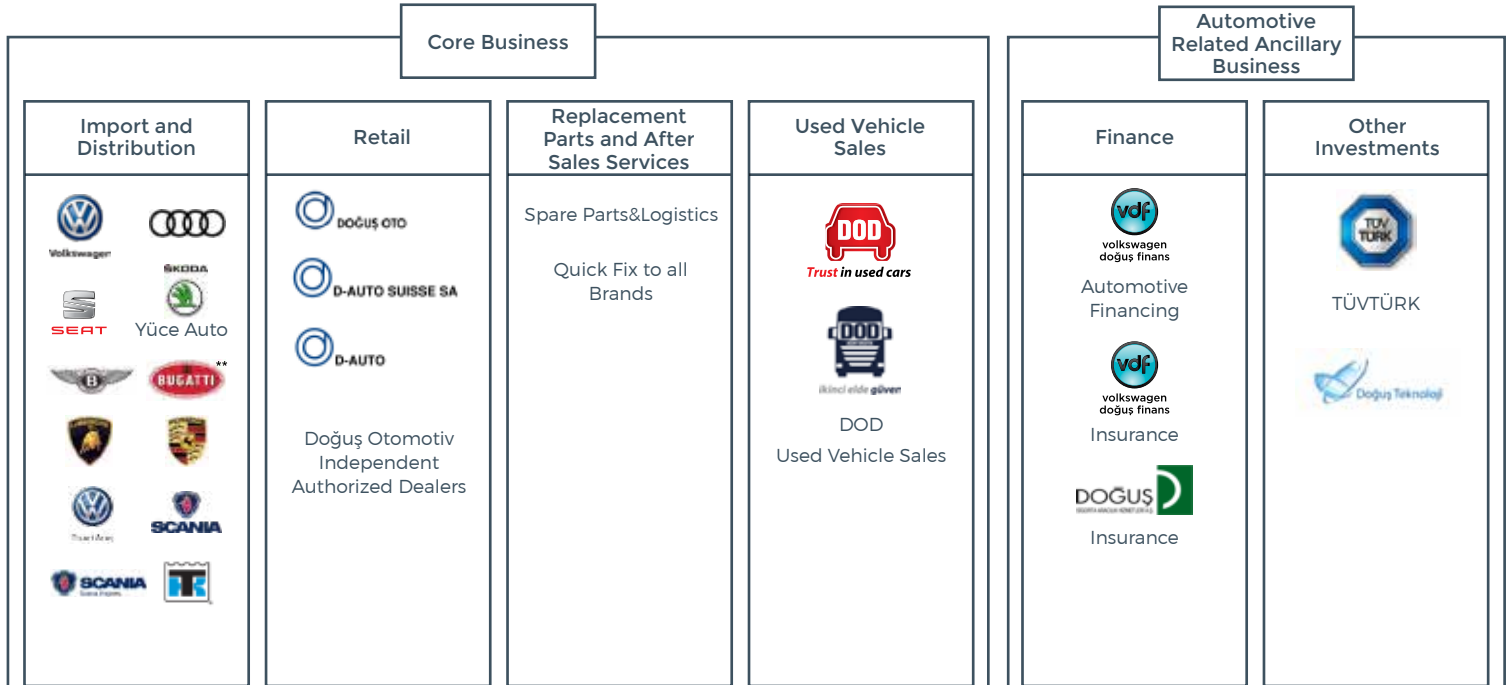 Core Business
Automotive
Related Ancillary
Business
Import and
Distribution
Volkswagen
ŠKODA
SEAT
Yüce Auto
B
BUGATTI
**
SCANIA
SCANIA
Retail
DOĞUŞ OTO
D-AUTO SUISSE SA
D-AUTO
Doğuş Otomotiv
Independent
Authorized Dealers
Replacement
Parts and After
Sales Services
Spare Parts&Logistics
Quick Fix to all
Brands
Used Vehicle
Sales
DOD
Trust in used cars
DOD
ikinci elde güven
DOD
Used Vehicle Sales
Finance
vdf
volkswagen
doğuş finans
Automotive
Financing
vdf
volkswagen
doğuş finans
Insurance
DOĞUŞ
Insurance
Other
Investments
TÜV
TURK
TÜVTÜRK
Doğuş Teknoloji